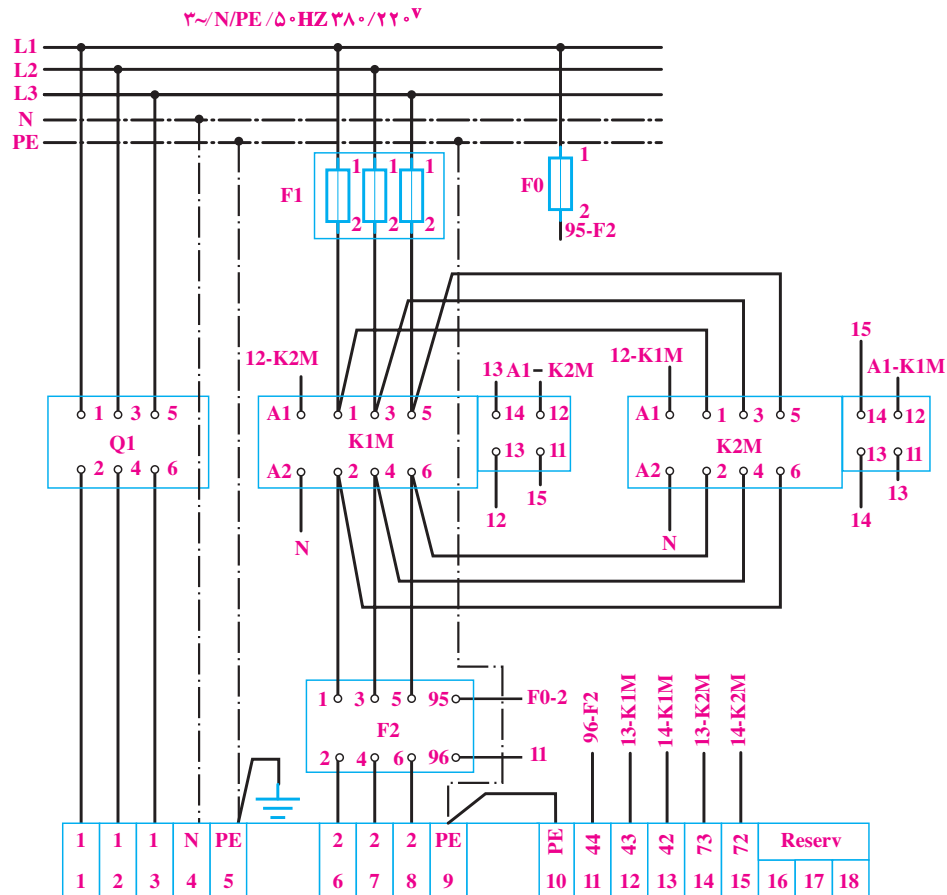 ۳~/N/PE/۵۰HZ ۳۸۰/۲۲۰ᵛ
L1
L2
L3
N
PE
F1
1 1 1
2 2 2
F0
1
2
95-F2
12-K2M
13 A1-K2M
12-K1M
15
A1-K1M
1 3 5
Q1
2 4 6
A1 1 3 5
K1M
A2 2 4 6
14 12
13 11
N
12
15
A1 1 3 5
K2M
A2 2 4 6
14 12
13 11
N
14
13
1 3 5 95
F2
2 4 6 96
F0-2
11
96-F2
13-K1M
14-K1M
13-K2M
14-K2M
1 1 1 N PE 2 2 2 PE PE 44 43 42 73 72 Reserv
1 2 3 4 5 6 7 8 9 10 11 12 13 14 15 16 17 18